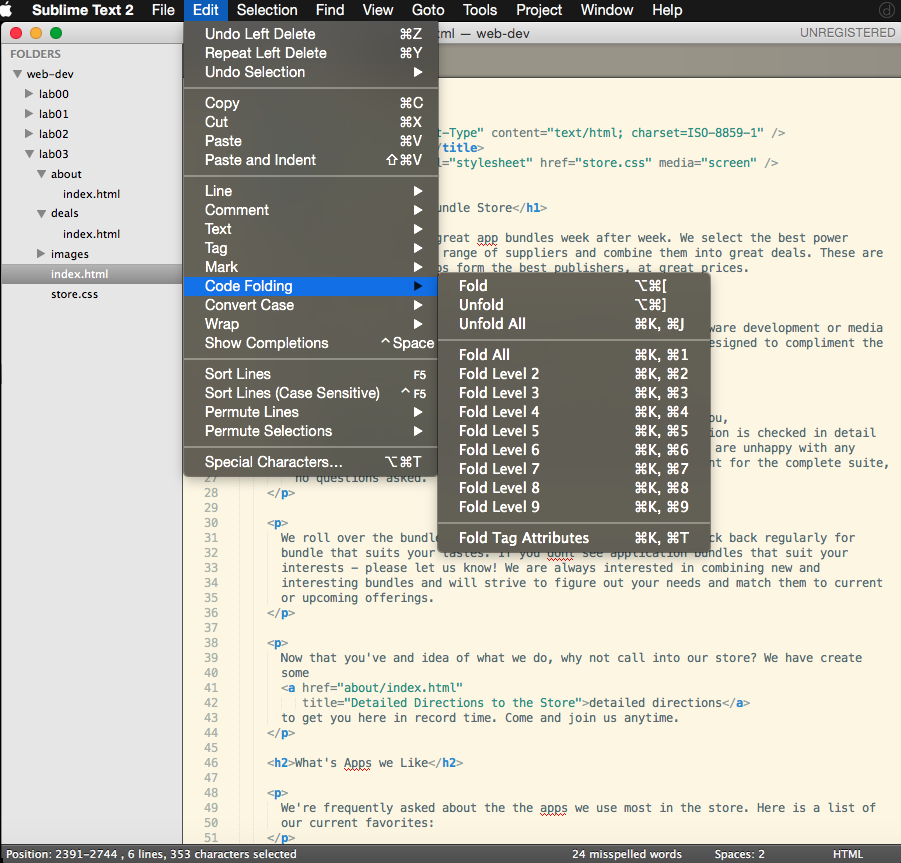 Sublime Text 2 File Edit Selection Find View Goto Tools Project Window Help
ml — web-dev
UNREGISTERED
FOLDERS
web-dev
lab00
lab01
lab02
lab03
about
index.html
deals
index.html
images
index.html
store.css
Undo Left Delete ⌘Z
Repeat Left Delete ⌘Y
Undo Selection
Copy ⌘C
Cut ⌘X
Paste ⌘V
Paste and Indent ⇧⌘V
Line
Comment
Text
Tag
Mark
Code Folding
Convert Case
Wrap
Show Completions ^ Space
Sort Lines F5
Sort Lines (Case Sensitive) ^ F5
Permute Lines
Permute Selections
Special Characters... ⌥⌘T
Fold ⌥⌘[
Unfold ⌥⌘]
Unfold All ⌘K, ⌘J
Fold All ⌘K, ⌘1
Fold Level 2 ⌘K, ⌘2
Fold Level 3 ⌘K, ⌘3
Fold Level 4 ⌘K, ⌘4
Fold Level 5 ⌘K, ⌘5
Fold Level 6 ⌘K, ⌘6
Fold Level 7 ⌘K, ⌘7
Fold Level 8 ⌘K, ⌘8
Fold Level 9 ⌘K, ⌘9
Fold Tag Attributes ⌘K, ⌘T
t-Type" content="text/html; charset=ISO-8859-1" />
/title>
l="stylesheet" href="store.css" media="screen" />
undle Store</h1>
great app bundles week after week. We select the best power
range of suppliers and combine them into great deals. These are
ps form the best publishers, at great prices.
ware development or media
esigned to compliment the
ou,
ion is checked in detail
are unhappy with any
nt for the complete suite,
27 no questions asked.
28 </p>
29
30 <p>
31 We roll over the bundl ck back regularly for
32 bundle that suits your tastes. If you dont see application bundles that suit your
33 interests - please let us know! We are always interested in combining new and
34 interesting bundles and will strive to figure out your needs and match them to current
35 or upcoming offerings.
36 </p>
37
38 <p>
39 Now that you've and idea of what we do, why not call into our store? We have create
40 some
41 <a href="about/index.html"
42 title="Detailed Directions to the Store">detailed directions</a>
43 to get you here in record time. Come and join us anytime.
44 </p>
45
46 <h2>What's Apps we Like</h2>
47
48 <p>
49 We're frequently asked about the the apps we use most in the store. Here is a list of
50 our current favorites:
51 </p>
Position: 2391-2744 , 6 lines, 353 characters selected 24 misspelled words Spaces: 2 HTML